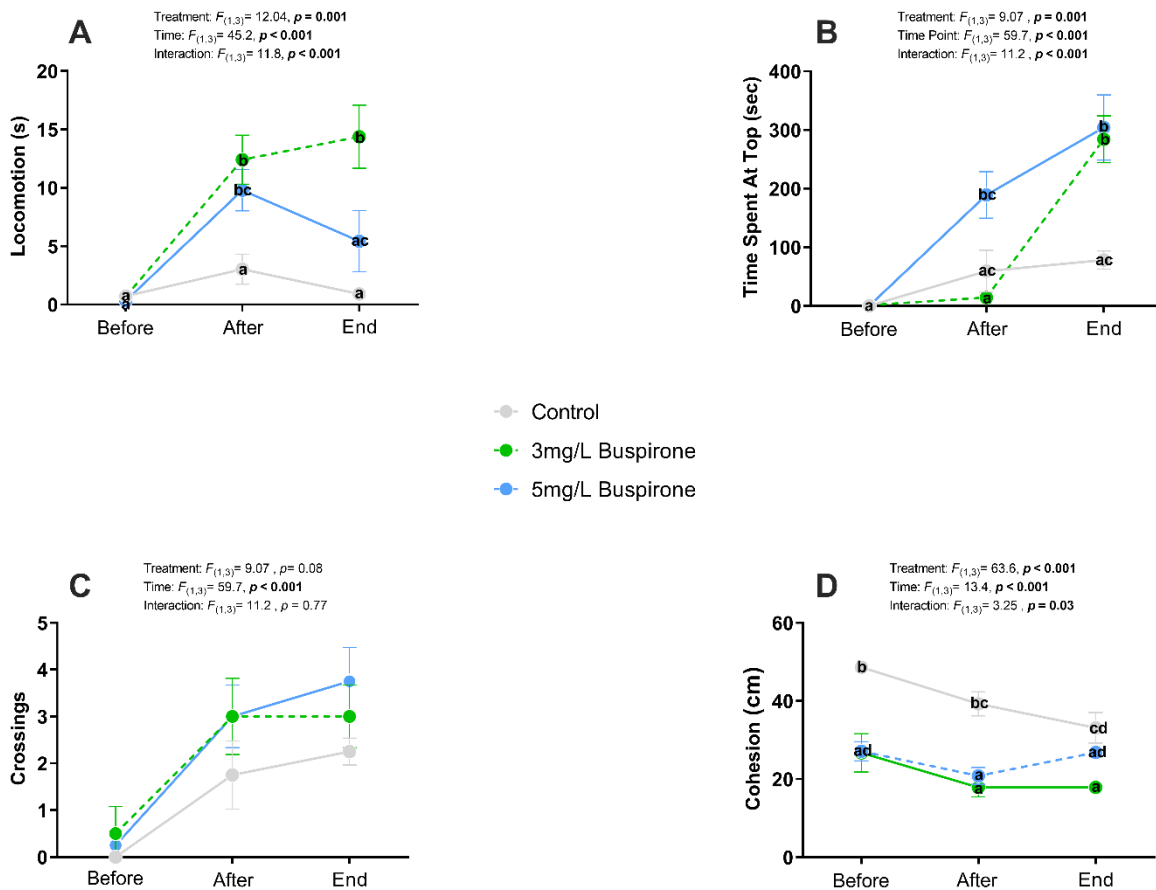 A
Treatment: F(1,3)= 12.04, p = 0.001
Time: F(1,3)= 45.2, p < 0.001
Interaction: F(1,3)= 11.8, p < 0.001
Locomotion (s)
20
15
10
5
0
b
b
bc
ac
a
a
a
a
Before
After
End
B
Treatment: F(1,3)= 9.07 , p = 0.001
Time Point: F(1,3)= 59.7, p < 0.001
Interaction: F(1,3)= 11.2 , p < 0.001
Time Spent At Top (sec)
400
300
200
100
0
b
b
bc
ac
ac
a
a
Before
After
End
Control
3mg/L Buspirone
5mg/L Buspirone
C
Treatment: F(1,3)= 9.07 , p= 0.08
Time: F(1,3)= 59.7, p < 0.001
Interaction: F(1,3)= 11.2 , p = 0.77
Crossings
5
4
3
2
1
0
Before
After
End
D
Treatment: F(1,3)= 63.6, p < 0.001
Time: F(1,3)= 13.4, p < 0.001
Interaction: F(1,3)= 3.25 , p = 0.03
Cohesion (cm)
60
40
20
0
b
bc
cd
ad
a
ad
a
a
Before
After
End